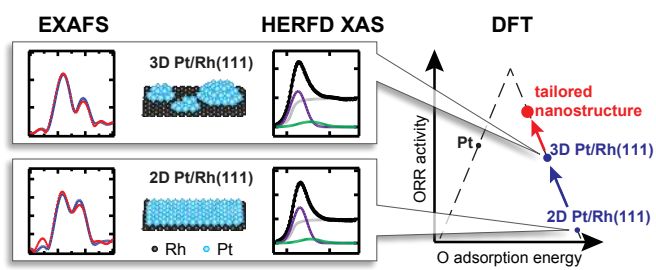 EXAFS
HERFD XAS
DFT
3D Pt/Rh(111)
2D Pt/Rh(111)
Rh
Pt
ORR activity
Pt
tailored
nanostructure
3D Pt/Rh(111)
2D Pt/Rh(111)
O adsorption energy